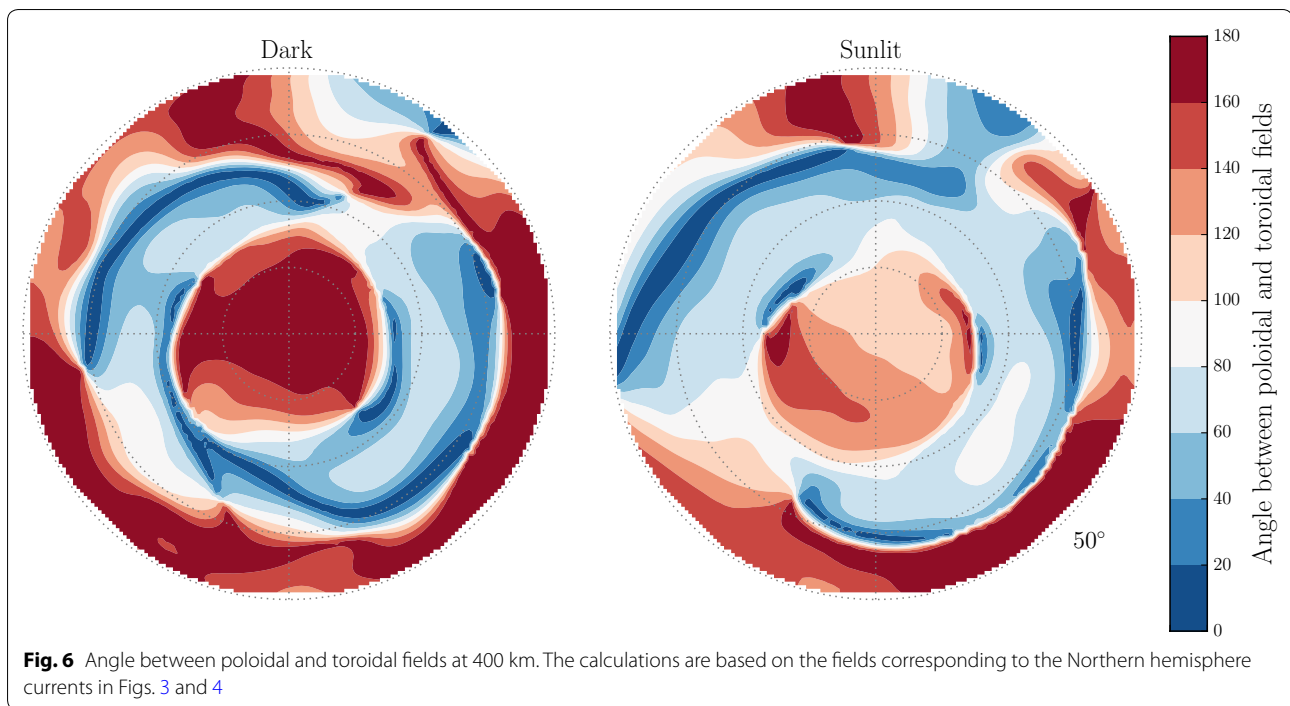 Dark
Sunlit
180
160
140
120
100
80
60
40
20
0
Angle between poloidal and toroidal fields
50°
Fig. 6 Angle between poloidal and toroidal fields at 400 km. The calculations are based on the fields corresponding to the Northern hemisphere
currents in Figs. 3 and 4